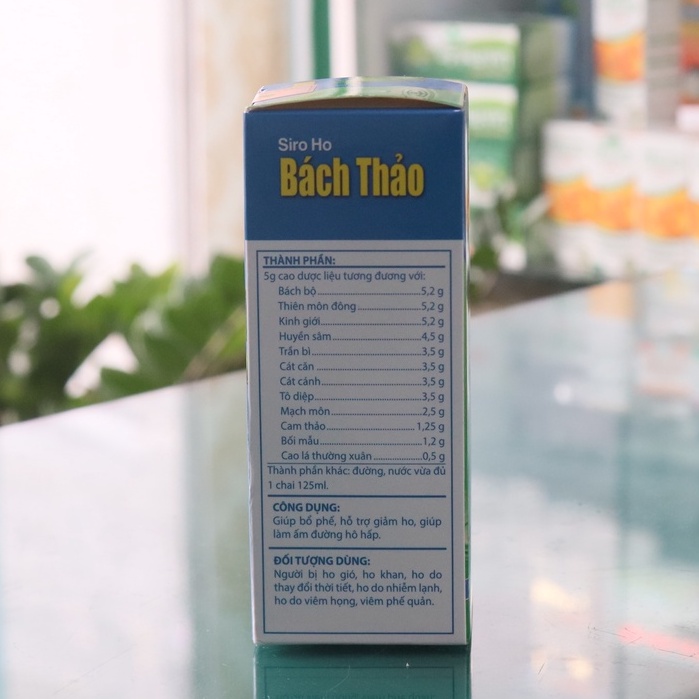 Siro Ho
Bách Thảo
THÀNH PHẦN:
5g cao dược liệu tương đương với:
Bách bộ ........ 5,2 g
Thiên môn đông ........ 5,2 g
Kinh giới ........ 5,2 g
Huyền sâm ........ 4,5 g
Trần bì ........ 3,5 g
Cát căn ........ 3,5 g
Cát cánh ........ 3,5 g
Tô diệp ........ 3,5 g
Mạch môn ........ 2,5 g
Cam thảo ........ 1,25 g
Bối mẫu ........ 1,2 g
Cao lá thường xuân ........ 0,5 g
Thành phần khác: đường, nước vừa đủ
1 chai 125ml.
CÔNG DỤNG:
Giúp bổ phế, hỗ trợ giảm ho, giúp
làm ấm đường hô hấp.
ĐỐI TƯỢNG DÙNG:
Người bị ho gió, ho khan, ho do
thay đổi thời tiết, ho do nhiễm lạnh,
ho do viêm họng, viêm phế quản.